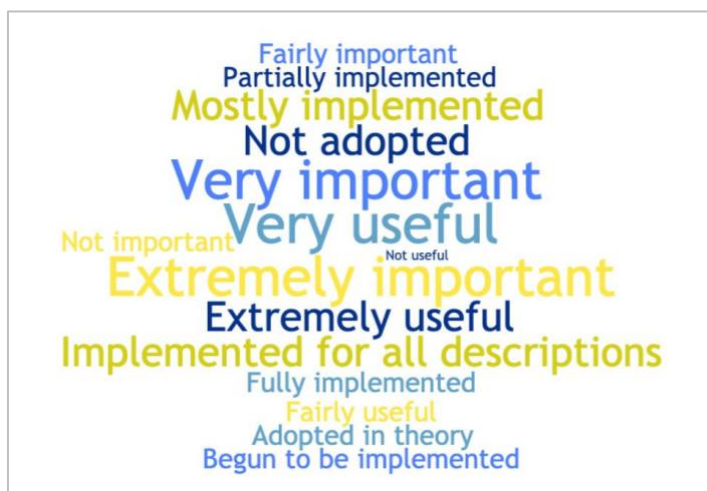 Fairly important
Partially implemented
Mostly implemented
Not adopted
Very important
Very useful
Not important
Not useful
Extremely important
Extremely useful
Implemented for all descriptions
Fully implemented
Fairly useful
Adopted in theory
Begun to be implemented